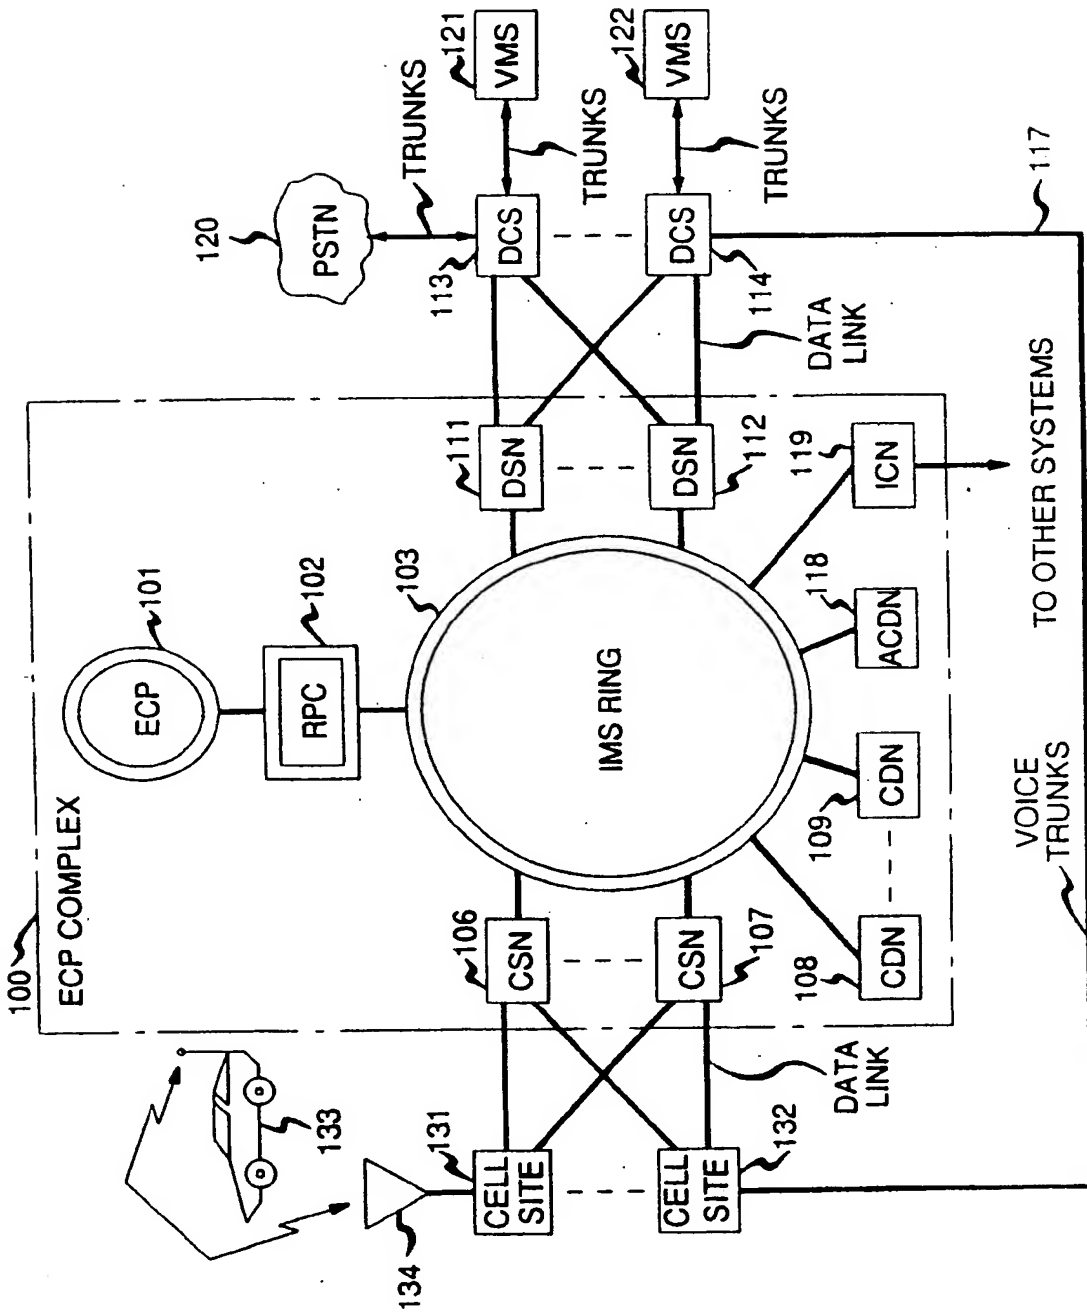 100
ECP COMPLEX
ECP
101
RPC
102
103
IMS RING
133
134
CELL
SITE
131
CELL
SITE
132
DATA
LINK
CSN
106
CSN
107
CDN
108
CDN
109
ACDN
118
ICN
119
DSN
111
DSN
112
DATA
LINK
120
PSTN
TRUNKS
DCS
113
DCS
114
TRUNKS
VMS
121
TRUNKS
VMS
122
117
TO OTHER SYSTEMS
VOICE
TRUNKS